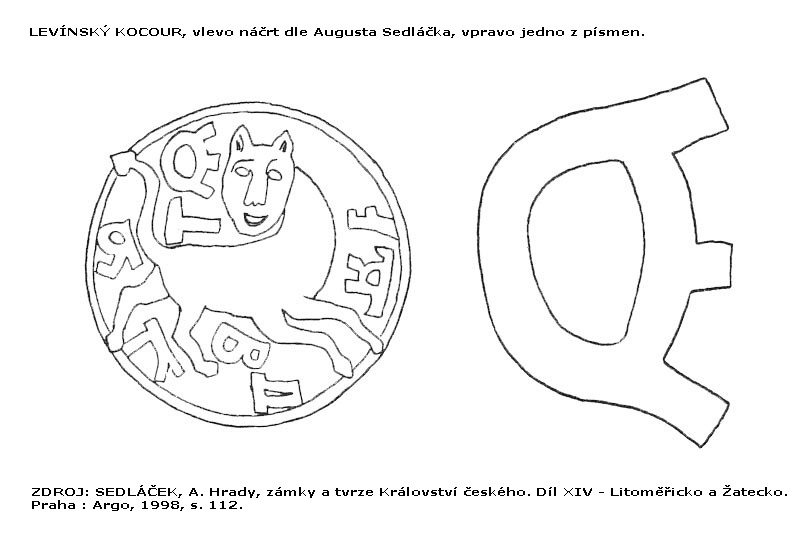 LEVÍNSKÝ KOCOUR, vlevo náčrt dle Augusta Sedláčka, vpravo jedno z písmen.
ZDROJ: SEDLÁČEK, A. Hrady, zámky a tvrze Království českého. Díl XIV - Litoměřicko a Žatecko.
Praha : Argo, 1998, s. 112.